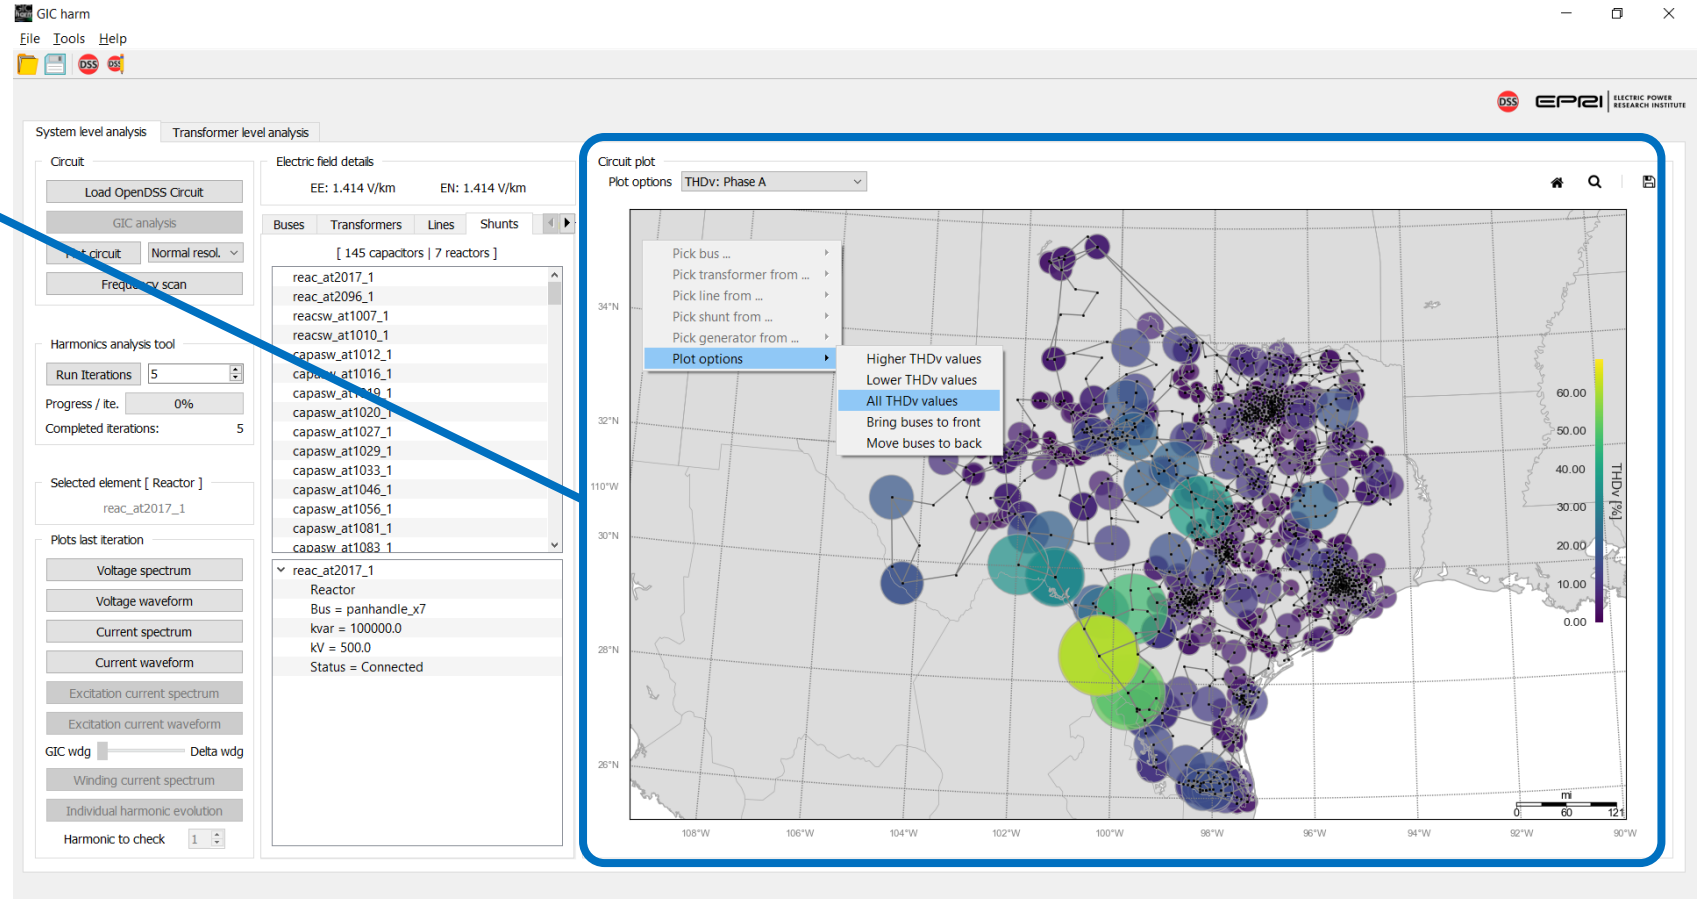 GIC harm
File Tools Help
DSS DSS
DSS EPRI ELECTRIC POWER
RESEARCH INSTITUTE
System level analysis Transformer level analysis
Circuit
Load OpenDSS Circuit
GIC analysis
circuit Normal resol.
Frequency scan
Harmonics analysis tool
Run Iterations 5
Progress / ite. 0%
Completed iterations: 5
Selected element [ Reactor ]
reac_at2017_1
Plots last iteration
Voltage spectrum
Voltage waveform
Current spectrum
Current waveform
Excitation current spectrum
Excitation current waveform
GIC wdg Delta wdg
Winding current spectrum
Individual harmonic evolution
Harmonic to check 1
Electric field details
EE: 1.414 V/km EN: 1.414 V/km
Buses Transformers Lines Shunts
[ 145 capacitors | 7 reactors ]
reac_at2017_1
reac_at2096_1
reacsw_at1007_1
reacsw_at1010_1
capasw_at1012_1
capasw_at1016_1
capasw_at1019_1
capasw_at1020_1
capasw_at1027_1
capasw_at1029_1
capasw_at1033_1
capasw_at1046_1
capasw_at1056_1
capasw_at1081_1
capasw_at1083_1
reac_at2017_1
Reactor
Bus = panhandle_x7
kvar = 100000.0
kV = 500.0
Status = Connected
Circuit plot
Plot options THDv: Phase A
Pick bus ...
Pick transformer from ...
Pick line from ...
Pick shunt from ...
Pick generator from ...
Plot options
Higher THDv values
Lower THDv values
All THDv values
Bring buses to front
Move buses to back
34°N
32°N
110°W
30°N
28°N
26°N
108°W 106°W 104°W 102°W 100°W 98°W 96°W 94°W 92°W 90°W
60.00
50.00
40.00
30.00
20.00
10.00
0.00
THDv [%]
mi
0 60 121